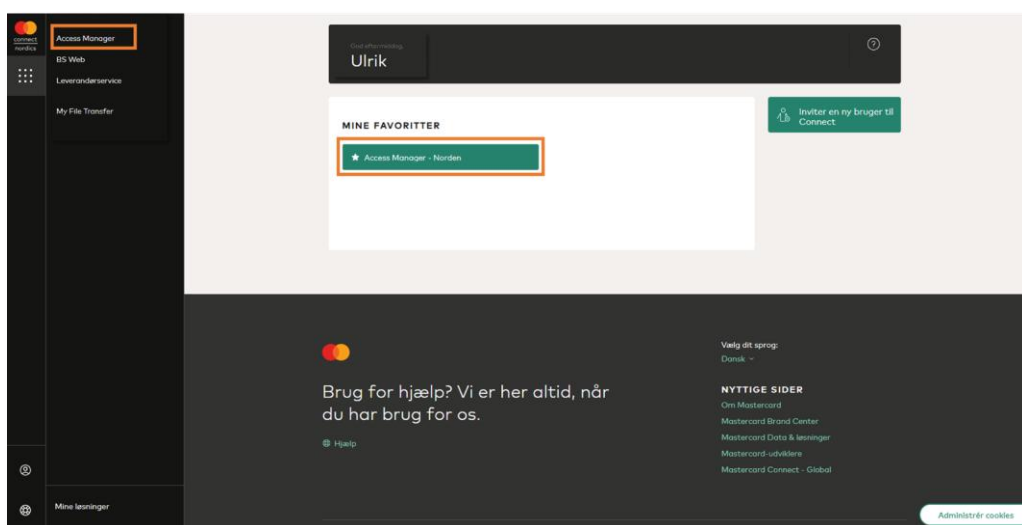 connect
nordics
Access Manager
BS Web
Leverandørservice
My File Transfer
God eftermiddag,
Ulrik
?
Inviter en ny bruger til
Connect
MINE FAVORITTER
Access Manager - Norden
Vælg dit sprog:
Dansk
Brug for hjælp? Vi er her altid, når
du har brug for os.
Hjælp
NYTTIGE SIDER
Om Mastercard
Mastercard Brand Center
Mastercard Data & løsninger
Mastercard-udviklere
Mastercard Connect - Global
Mine løsninger
Administrér cookies